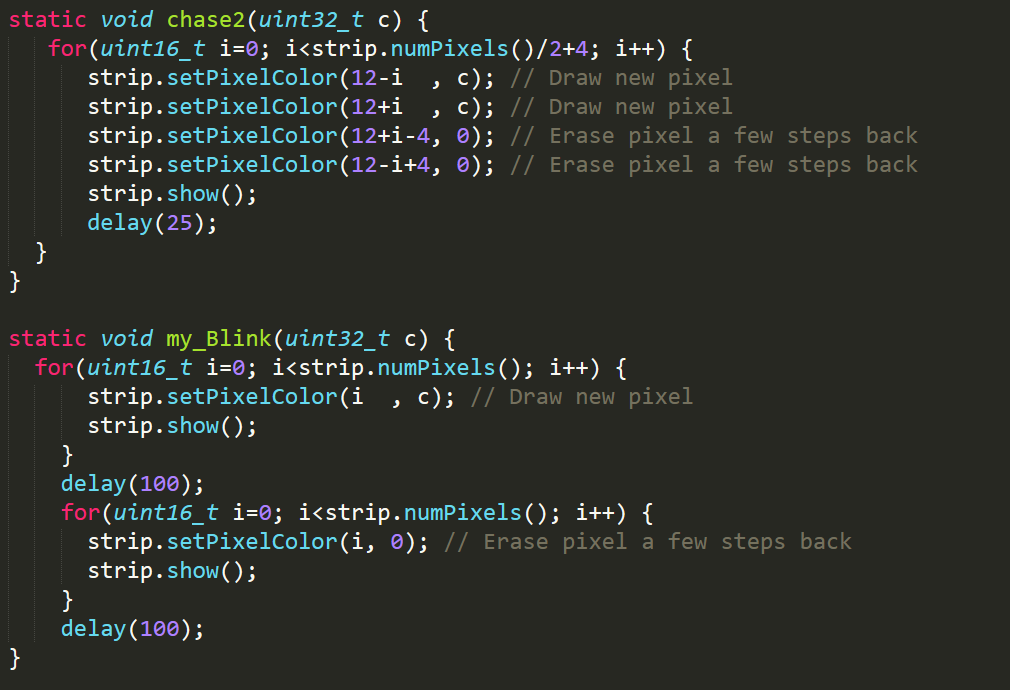 static void chase2(uint32_t c) {
   for(uint16_t i=0; i<strip.numPixels()/2+4; i++) {
      strip.setPixelColor(12-i  , c); // Draw new pixel
      strip.setPixelColor(12+i  , c); // Draw new pixel
      strip.setPixelColor(12+i-4, 0); // Erase pixel a few steps back
      strip.setPixelColor(12-i+4, 0); // Erase pixel a few steps back
      strip.show();
      delay(25);
  }
}

static void my_Blink(uint32_t c) {
  for(uint16_t i=0; i<strip.numPixels(); i++) {
      strip.setPixelColor(i  , c); // Draw new pixel
      strip.show();
    }
    delay(100);
    for(uint16_t i=0; i<strip.numPixels(); i++) {
      strip.setPixelColor(i, 0); // Erase pixel a few steps back
      strip.show();
    }
    delay(100);
}